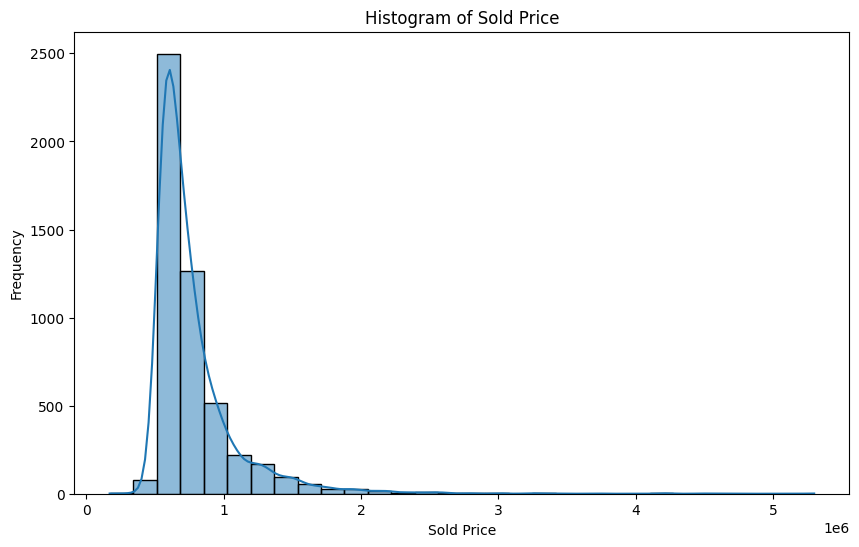 Histogram of Sold Price
2500
2000
1500
1000
500
0
Frequency
0 1 2 3 4 5
1e6
Sold Price